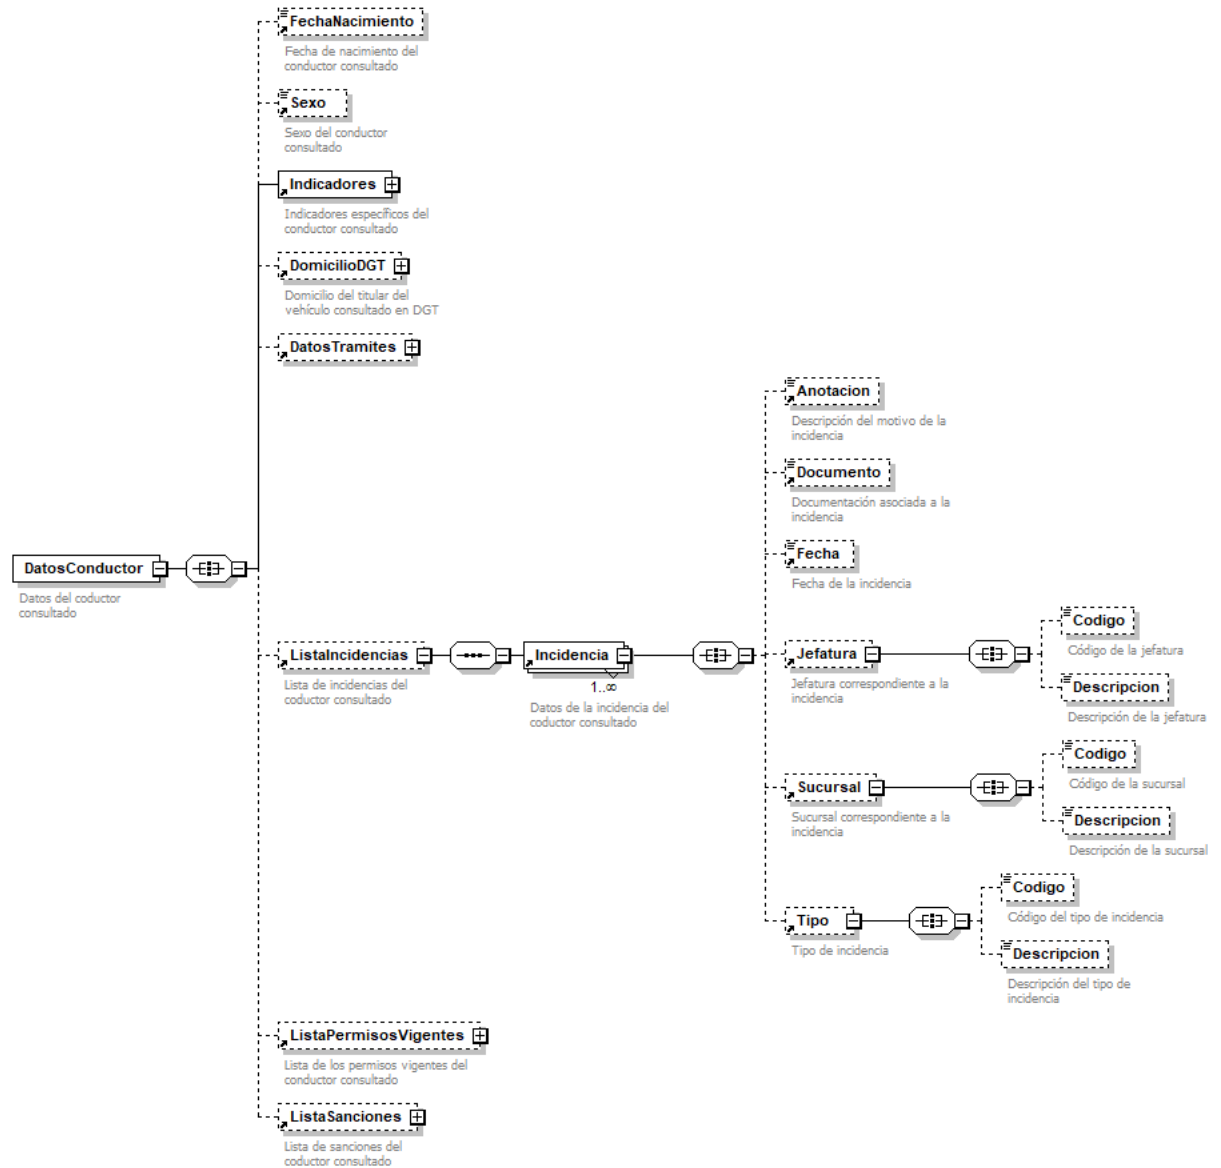 FechaNacimiento
Fecha de nacimiento del
conductor consultado
Sexo
Sexo del conductor
consultado
Indicadores
Indicadores específicos del
conductor consultado
DomicilioDGT
Domicilio del titular del
vehículo consultado en DGT
DatosTramites
DatosConductor
Datos del coductor
consultado
ListaIncidencias
Lista de incidencias del
coductor consultado
Incidencia
1..∞
Datos de la incidencia del
coductor consultado
Anotacion
Descripción del motivo de la
incidencia
Documento
Documentación asociada a la
incidencia
Fecha
Fecha de la incidencia
Jefatura
Jefatura correspondiente a la
incidencia
Codigo
Código de la jefatura
Descripcion
Descripción de la jefatura
Sucursal
Sucursal correspondiente a la
incidencia
Codigo
Código de la sucursal
Descripcion
Descripción de la sucursal
Tipo
Tipo de incidencia
Codigo
Código del tipo de incidencia
Descripcion
Descripción del tipo de
incidencia
ListaPermisosVigentes
Lista de los permisos vigentes del
conductor consultado
ListaSanciones
Lista de sanciones del
coductor consultado